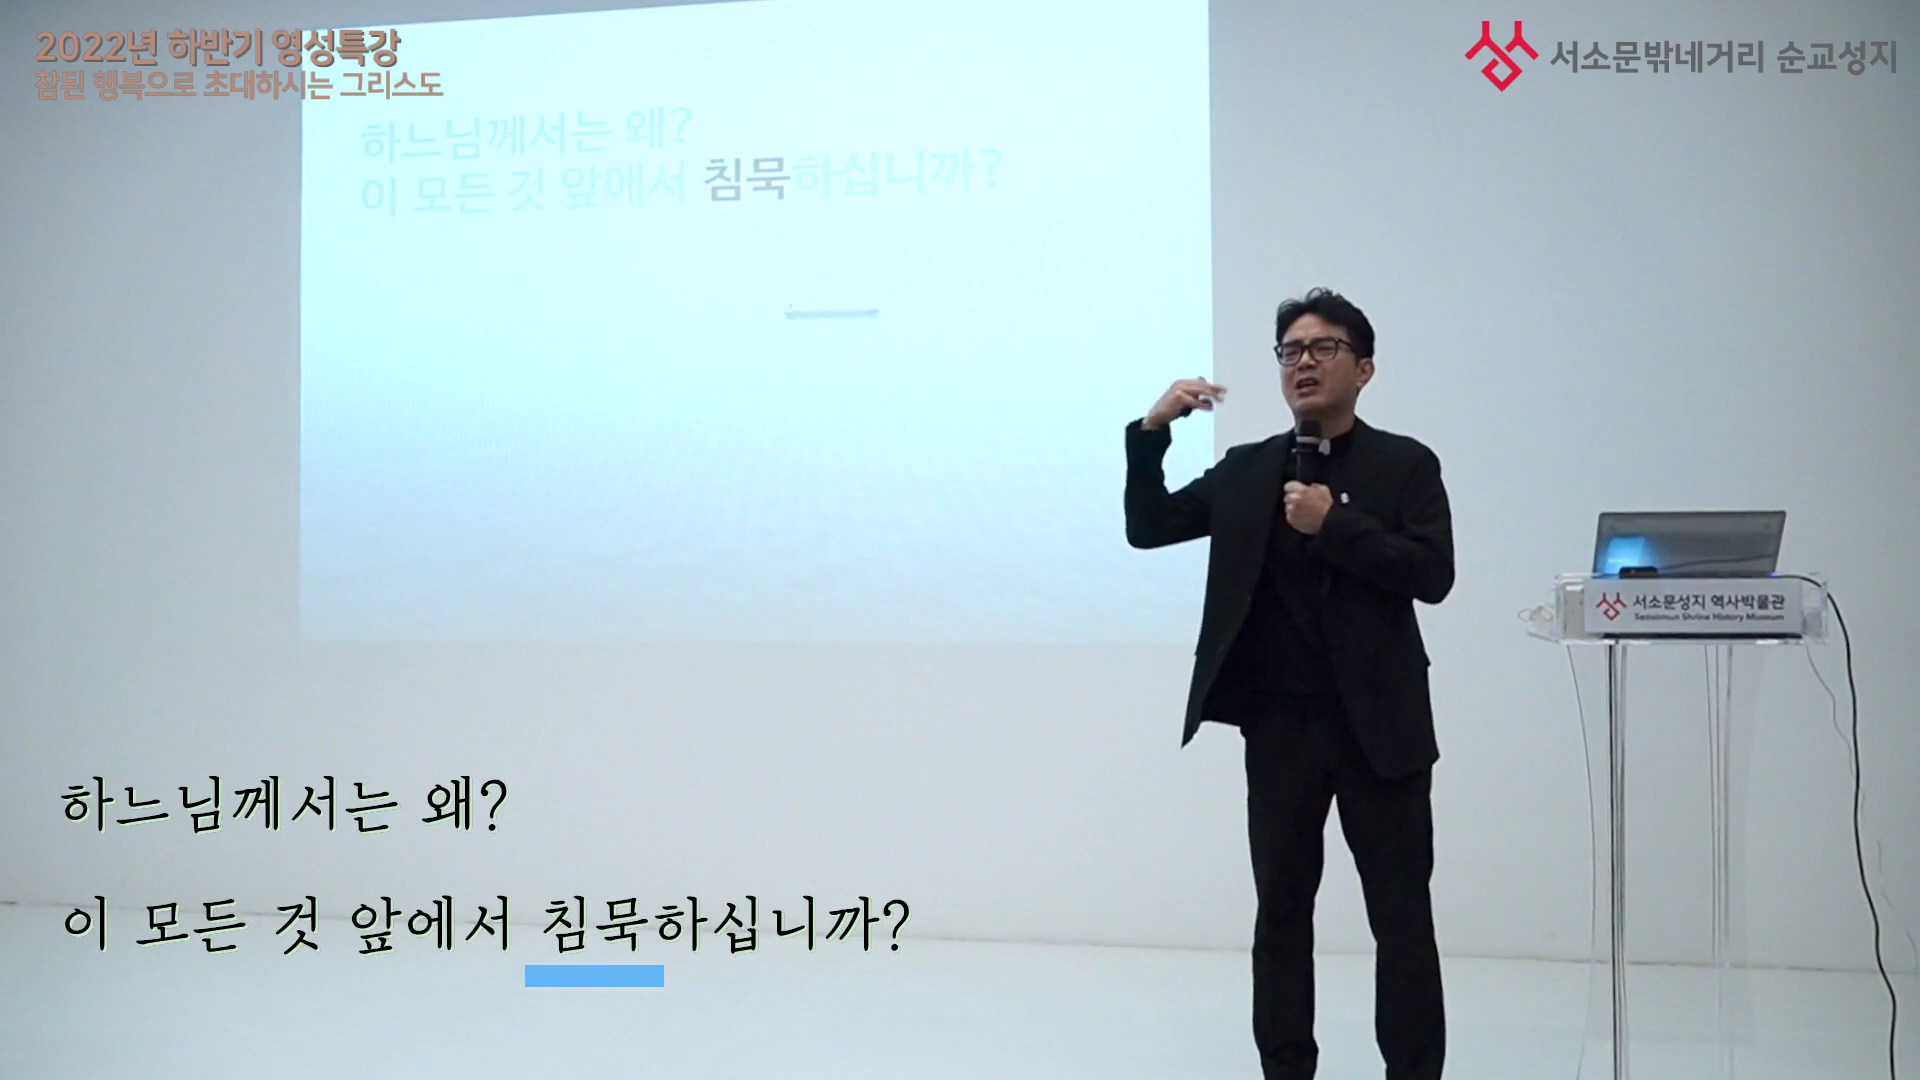 2022년 하반기 영성특강
참된 행복으로 초대하시는 그리스도
서소문밖네거리 순교성지
하느님께서는 왜?
이 모든 것 앞에서 침묵하십니까?
서소문성지 역사박물관
Seosomun Shrine History Museum
하느님께서는 왜?
이 모든 것 앞에서 침묵하십니까?